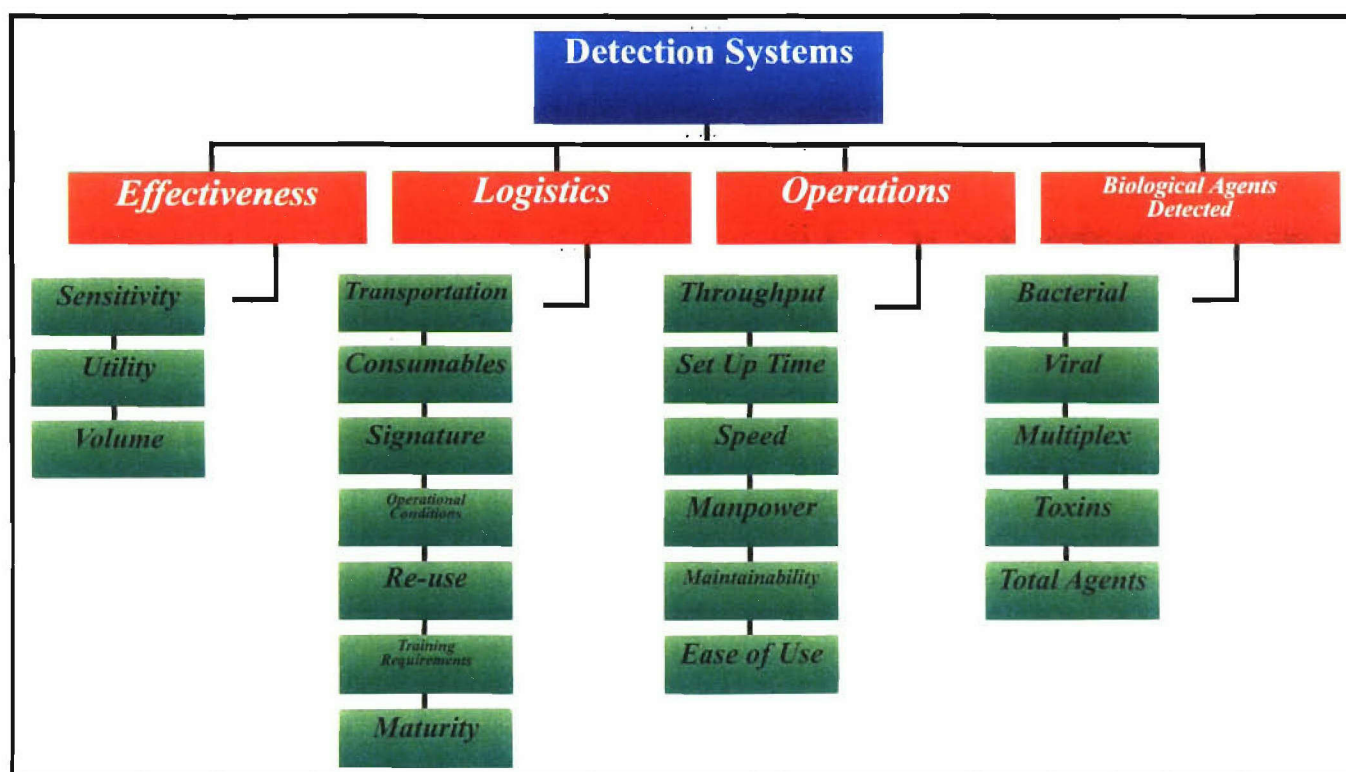 Detection Systems
Effectiveness
Logistics
Operations
Biological Agents
Detected
Sensitivity
Utility
Volume
Transportation
Consumables
Signature
Operational
Conditions
Re-use
Training
Requirements
Maturity
Throughput
Set Up Time
Speed
Manpower
Maintainability
Ease of Use
Bacterial
Viral
Multiplex
Toxins
Total Agents